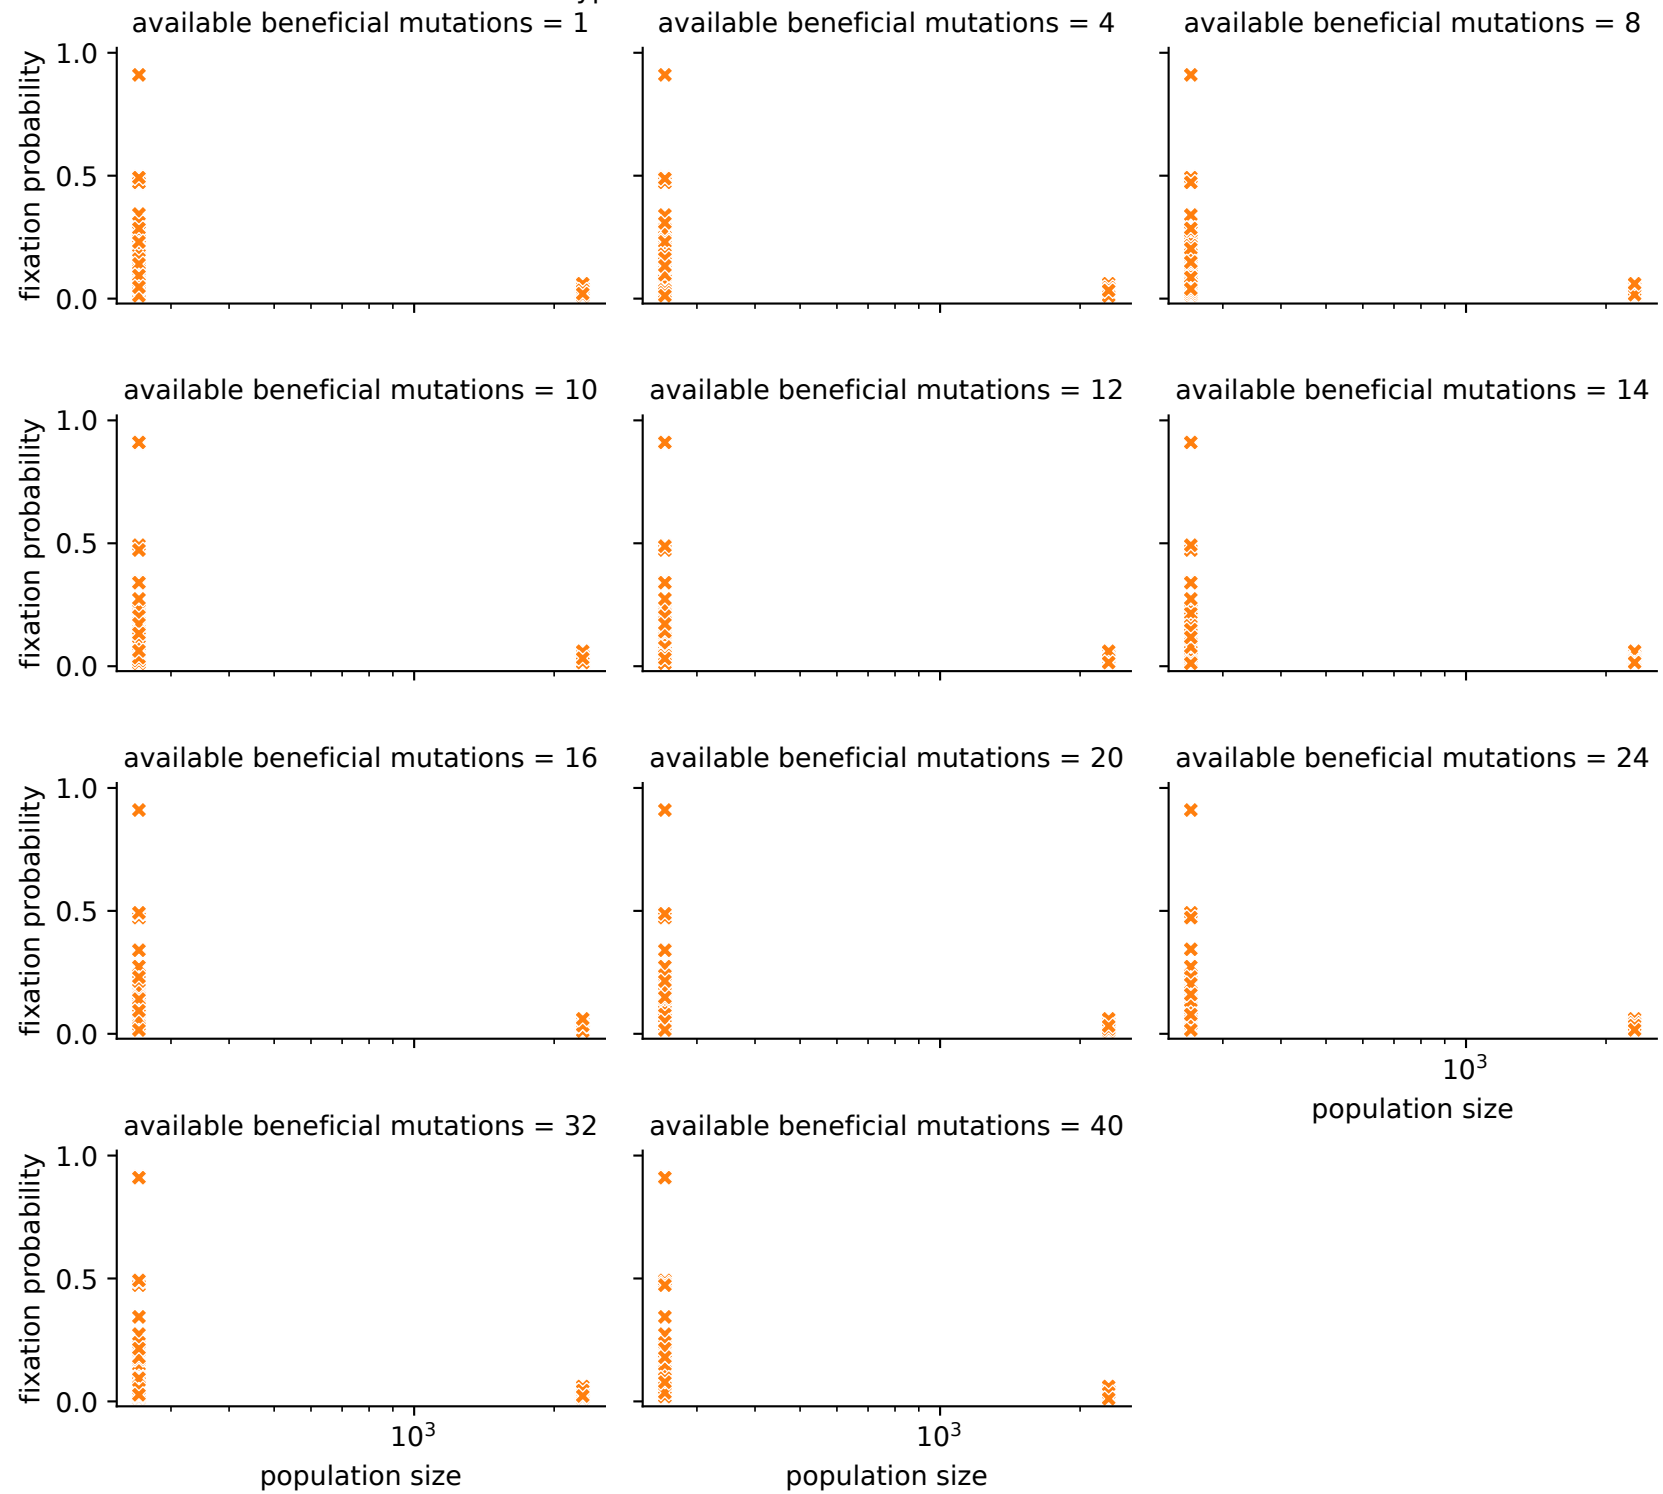 available beneficial mutations = 1
available beneficial mutations = 4
available beneficial mutations = 8
fixation probability
1.0
0.5
0.0
available beneficial mutations = 10
available beneficial mutations = 12
available beneficial mutations = 14
fixation probability
1.0
0.5
0.0
available beneficial mutations = 16
available beneficial mutations = 20
available beneficial mutations = 24
fixation probability
1.0
0.5
0.0
10³
population size
available beneficial mutations = 32
available beneficial mutations = 40
fixation probability
1.0
0.5
0.0
10³
10³
population size
population size